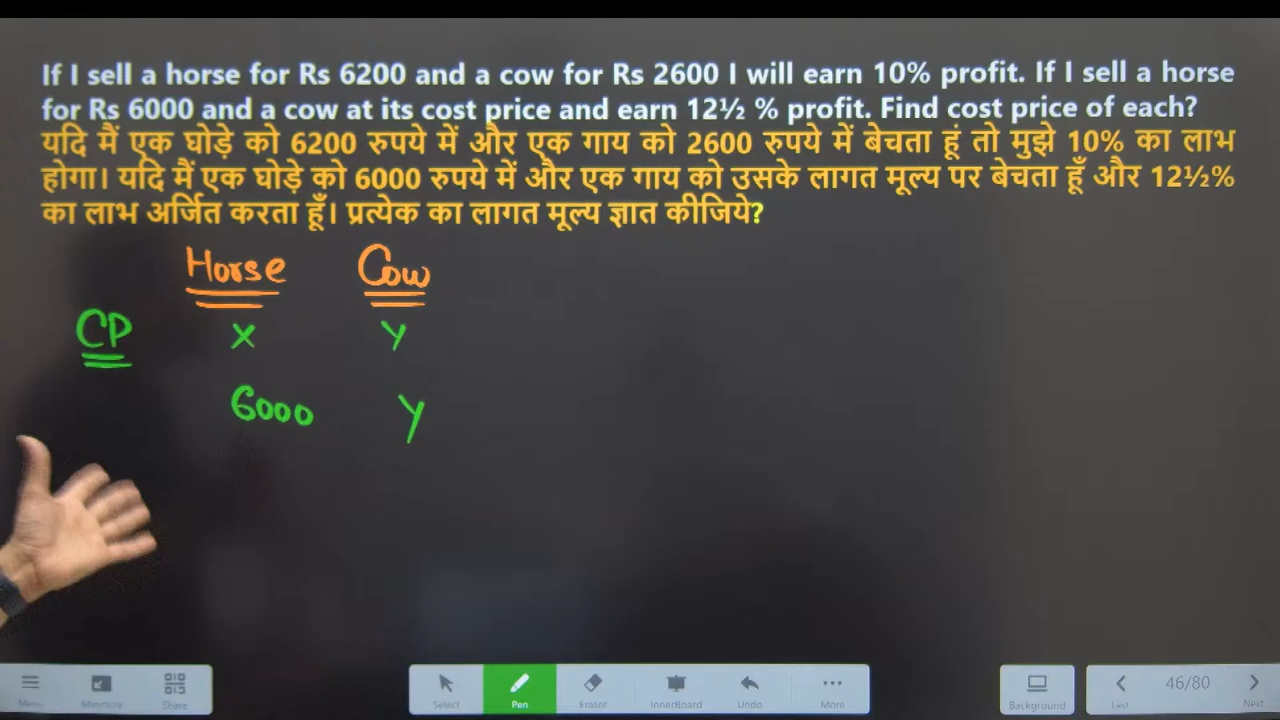 If I sell a horse for Rs 6200 and a cow for Rs 2600 I will earn 10% profit. If I sell a horse
for Rs 6000 and a cow at its cost price and earn 12½ % profit. Find cost price of each?
यदि मैं एक घोड़े को 6200 रुपये में और एक गाय को 2600 रुपये में बेचता हूं तो मुझे 10% का लाभ
होगा। यदि मैं एक घोड़े को 6000 रुपये में और एक गाय को उसके लागत मूल्य पर बेचता हूँ और 12½%
का लाभ अर्जित करता हूँ। प्रत्येक का लागत मूल्य ज्ञात कीजिये?
Horse Cow
CP x y
6000 y
Menu Minimize Share Select Pen Eraser InnerBoard Undo More Background Last 46/80 Next